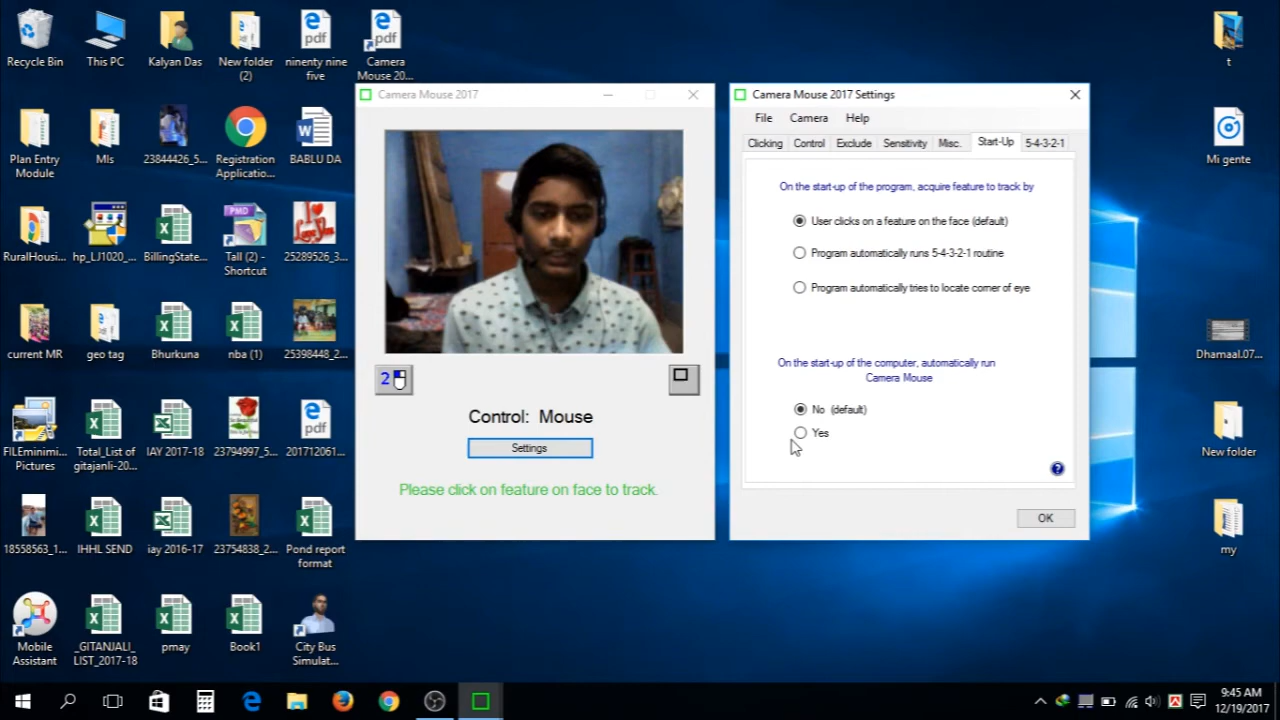 Recycle Bin
This PC
Kalyan Das
New folder
(2)
ninenty nine
five
Camera
Mouse 20...
t
Plan Entry
Module
MIs
23844426_5...
Registration
Applicatio...
BABLU DA
Mi gente
RuralHousi...
hp_LJ1020_...
BillingState...
Tall (2) -
Shortcut
25289526_3...
current MR
geo tag
Bhurkuna
nba (1)
25398448_2...
Dhamaal.07...
FILEminimi...
Pictures
Total_List of
gitajanli-20...
IAY 2017-18
23794997_5...
201712061...
New folder
18558563_1...
IHHL SEND
iay 2016-17
23754838_2...
Pond report
format
my
Mobile
Assistant
_GITANJALI_
LIST_2017-18
pmay
Book1
City Bus
Simulat...
Camera Mouse 2017
2
Control: Mouse
Settings
Please click on feature on face to track.
Camera Mouse 2017 Settings
File Camera Help
Clicking Control Exclude Sensitivity Misc. Start-Up 5-4-3-2-1
On the start-up of the program, acquire feature to track by
User clicks on a feature on the face (default)
Program automatically runs 5-4-3-2-1 routine
Program automatically tries to locate corner of eye
On the start-up of the computer, automatically run
Camera Mouse
No (default)
Yes
?
OK
9:45 AM
12/19/2017